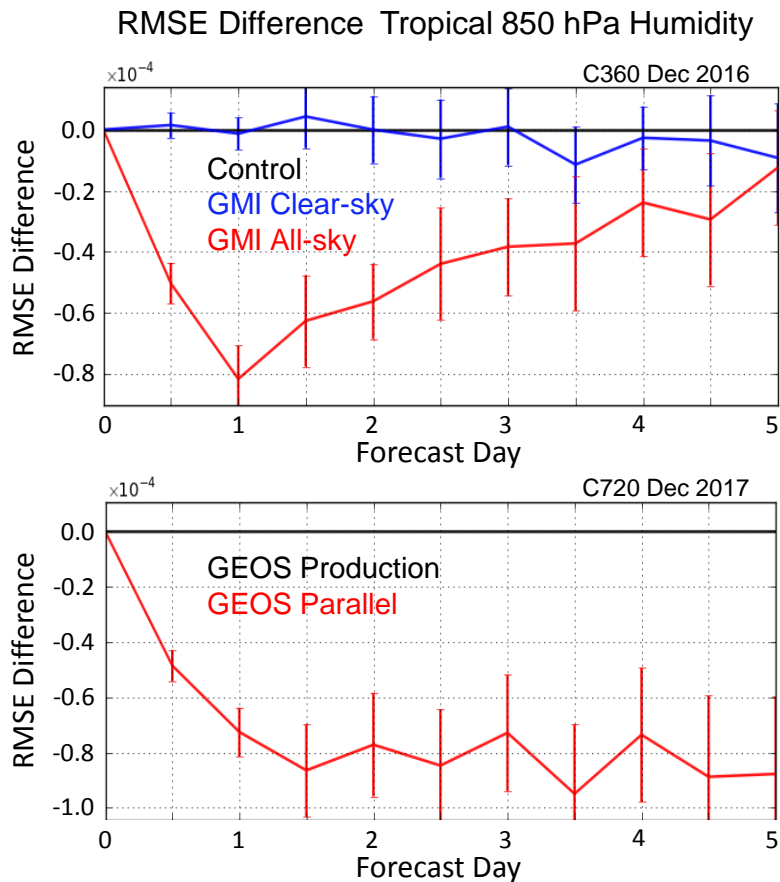 RMSE Difference Tropical 850 hPa Humidity
×10⁻⁴
C360 Dec 2016
0.0
-0.2
-0.4
-0.6
-0.8
RMSE Difference
Control
GMI Clear-sky
GMI All-sky
0 1 2 3 4 5
Forecast Day
×10⁻⁴
C720 Dec 2017
0.0
-0.2
-0.4
-0.6
-0.8
-1.0
RMSE Difference
GEOS Production
GEOS Parallel
0 1 2 3 4 5
Forecast Day